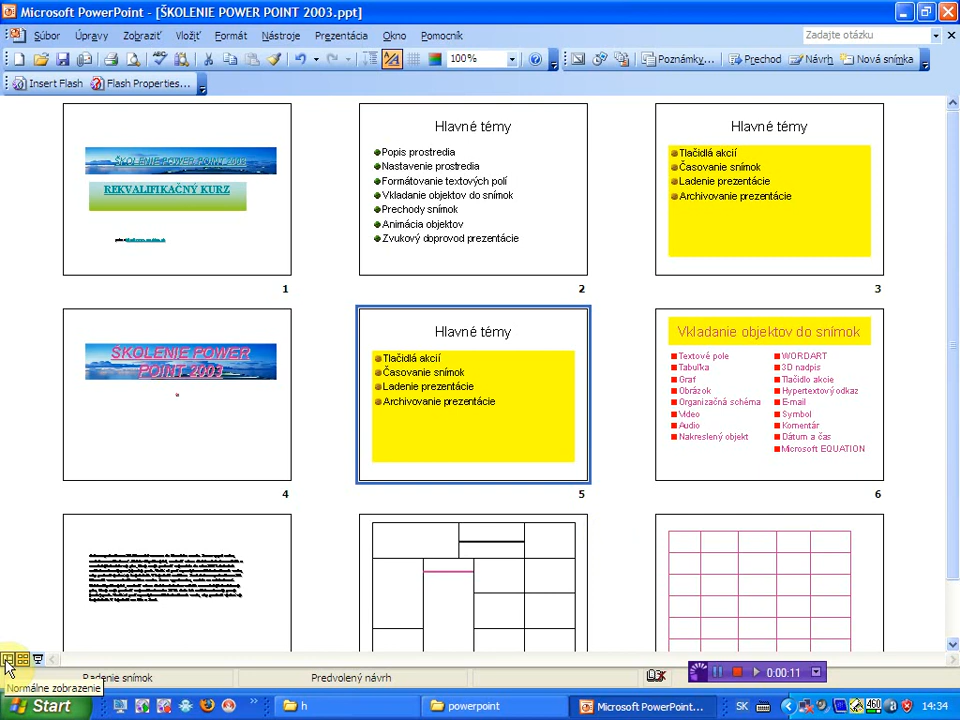 Microsoft PowerPoint - [ŠKOLENIE POWER POINT 2003.ppt]
Súbor Úpravy Zobraziť Vložiť Formát Nástroje Prezentácia Okno Pomocník Zadajte otázku
100% Poznámky... Prechod Návrh Nová snímka
Insert Flash Flash Properties...
ŠKOLENIE POWER POINT 2003
REKVALIFIKAČNÝ KURZ
1
Hlavné témy
Popis prostredia
Nastavenie prostredia
Formátovanie textových polí
Vkladanie objektov do snímok
Prechody snímok
Animácia objektov
Zvukový doprovod prezentácie
2
Hlavné témy
Tlačidlá akcií
Časovanie snímok
Ladenie prezentácie
Archivovanie prezentácie
3
ŠKOLENIE POWER
POINT 2003
4
Hlavné témy
Tlačidlá akcií
Časovanie snímok
Ladenie prezentácie
Archivovanie prezentácie
5
Vkladanie objektov do snímok
Textové pole
Tabuľka
Graf
Obrázok
Organizačná schéma
Video
Audio
Nakreslený objekt
WORDART
3D nadpis
Tlačidlo akcie
Hypertextový odkaz
E-mail
Symbol
Komentár
Dátum a čas
Microsoft EQUATION
6
Radenie snímok Predvolený návrh
0:00:11
Normálne zobrazenie
Start h powerpoint Microsoft PowerPoint... SK 460 14:34